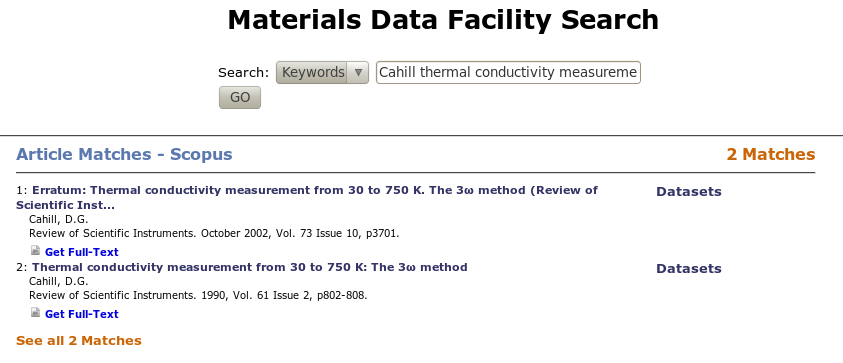 Materials Data Facility Search
Search: Keywords Cahill thermal conductivity measureme
GO
Article Matches - Scopus 2 Matches
1: Erratum: Thermal conductivity measurement from 30 to 750 K. The 3ω method (Review of Datasets
Scientific Inst...
Cahill, D.G.
Review of Scientific Instruments. October 2002, Vol. 73 Issue 10, p3701.
Get Full-Text
2: Thermal conductivity measurement from 30 to 750 K: The 3ω method Datasets
Cahill, D.G.
Review of Scientific Instruments. 1990, Vol. 61 Issue 2, p802-808.
Get Full-Text
See all 2 Matches